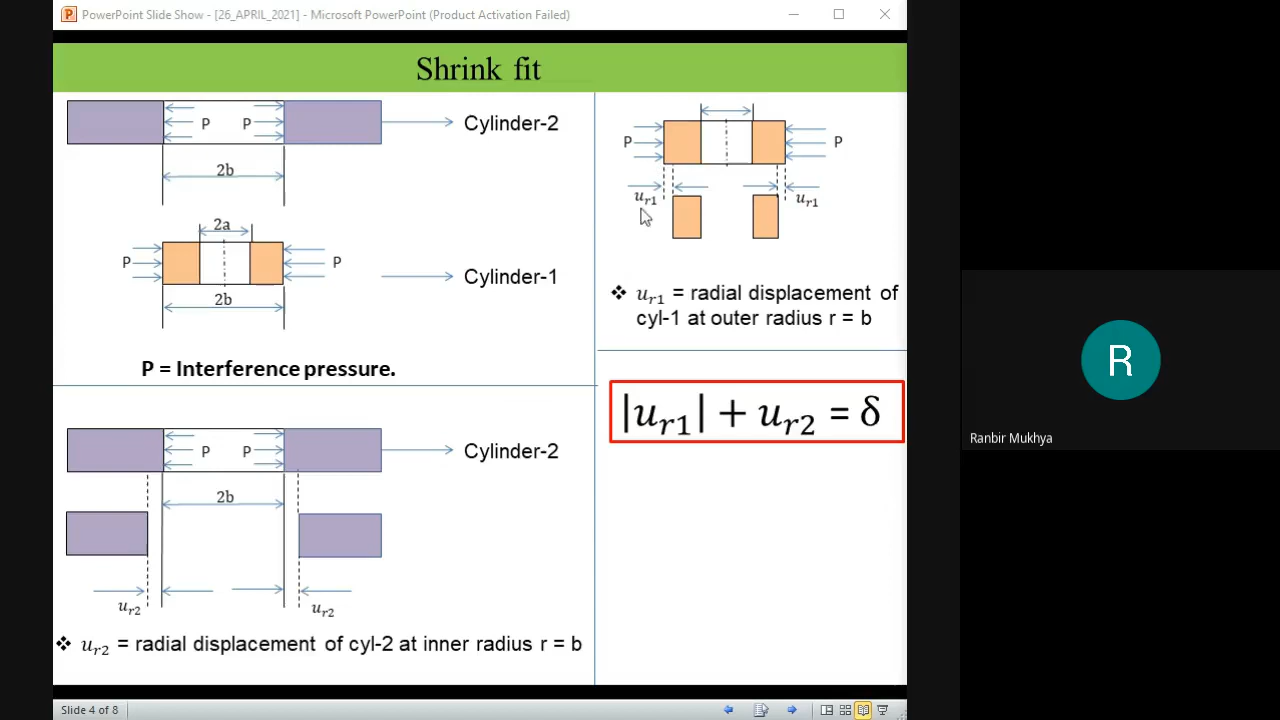 PowerPoint Slide Show - [26_APRIL_2021] - Microsoft PowerPoint (Product Activation Failed)
Shrink fit
P P
Cylinder-2
2b
2a
P P
Cylinder-1
2b
P = Interference pressure.
P P
Cylinder-2
2b
u_r2 u_r2
❖ u_r2 = radial displacement of cyl-2 at inner radius r = b
P P
u_r1 u_r1
❖ u_r1 = radial displacement of
cyl-1 at outer radius r = b
|u_r1| + u_r2 = δ
R
Ranbir Mukhya
Slide 4 of 8